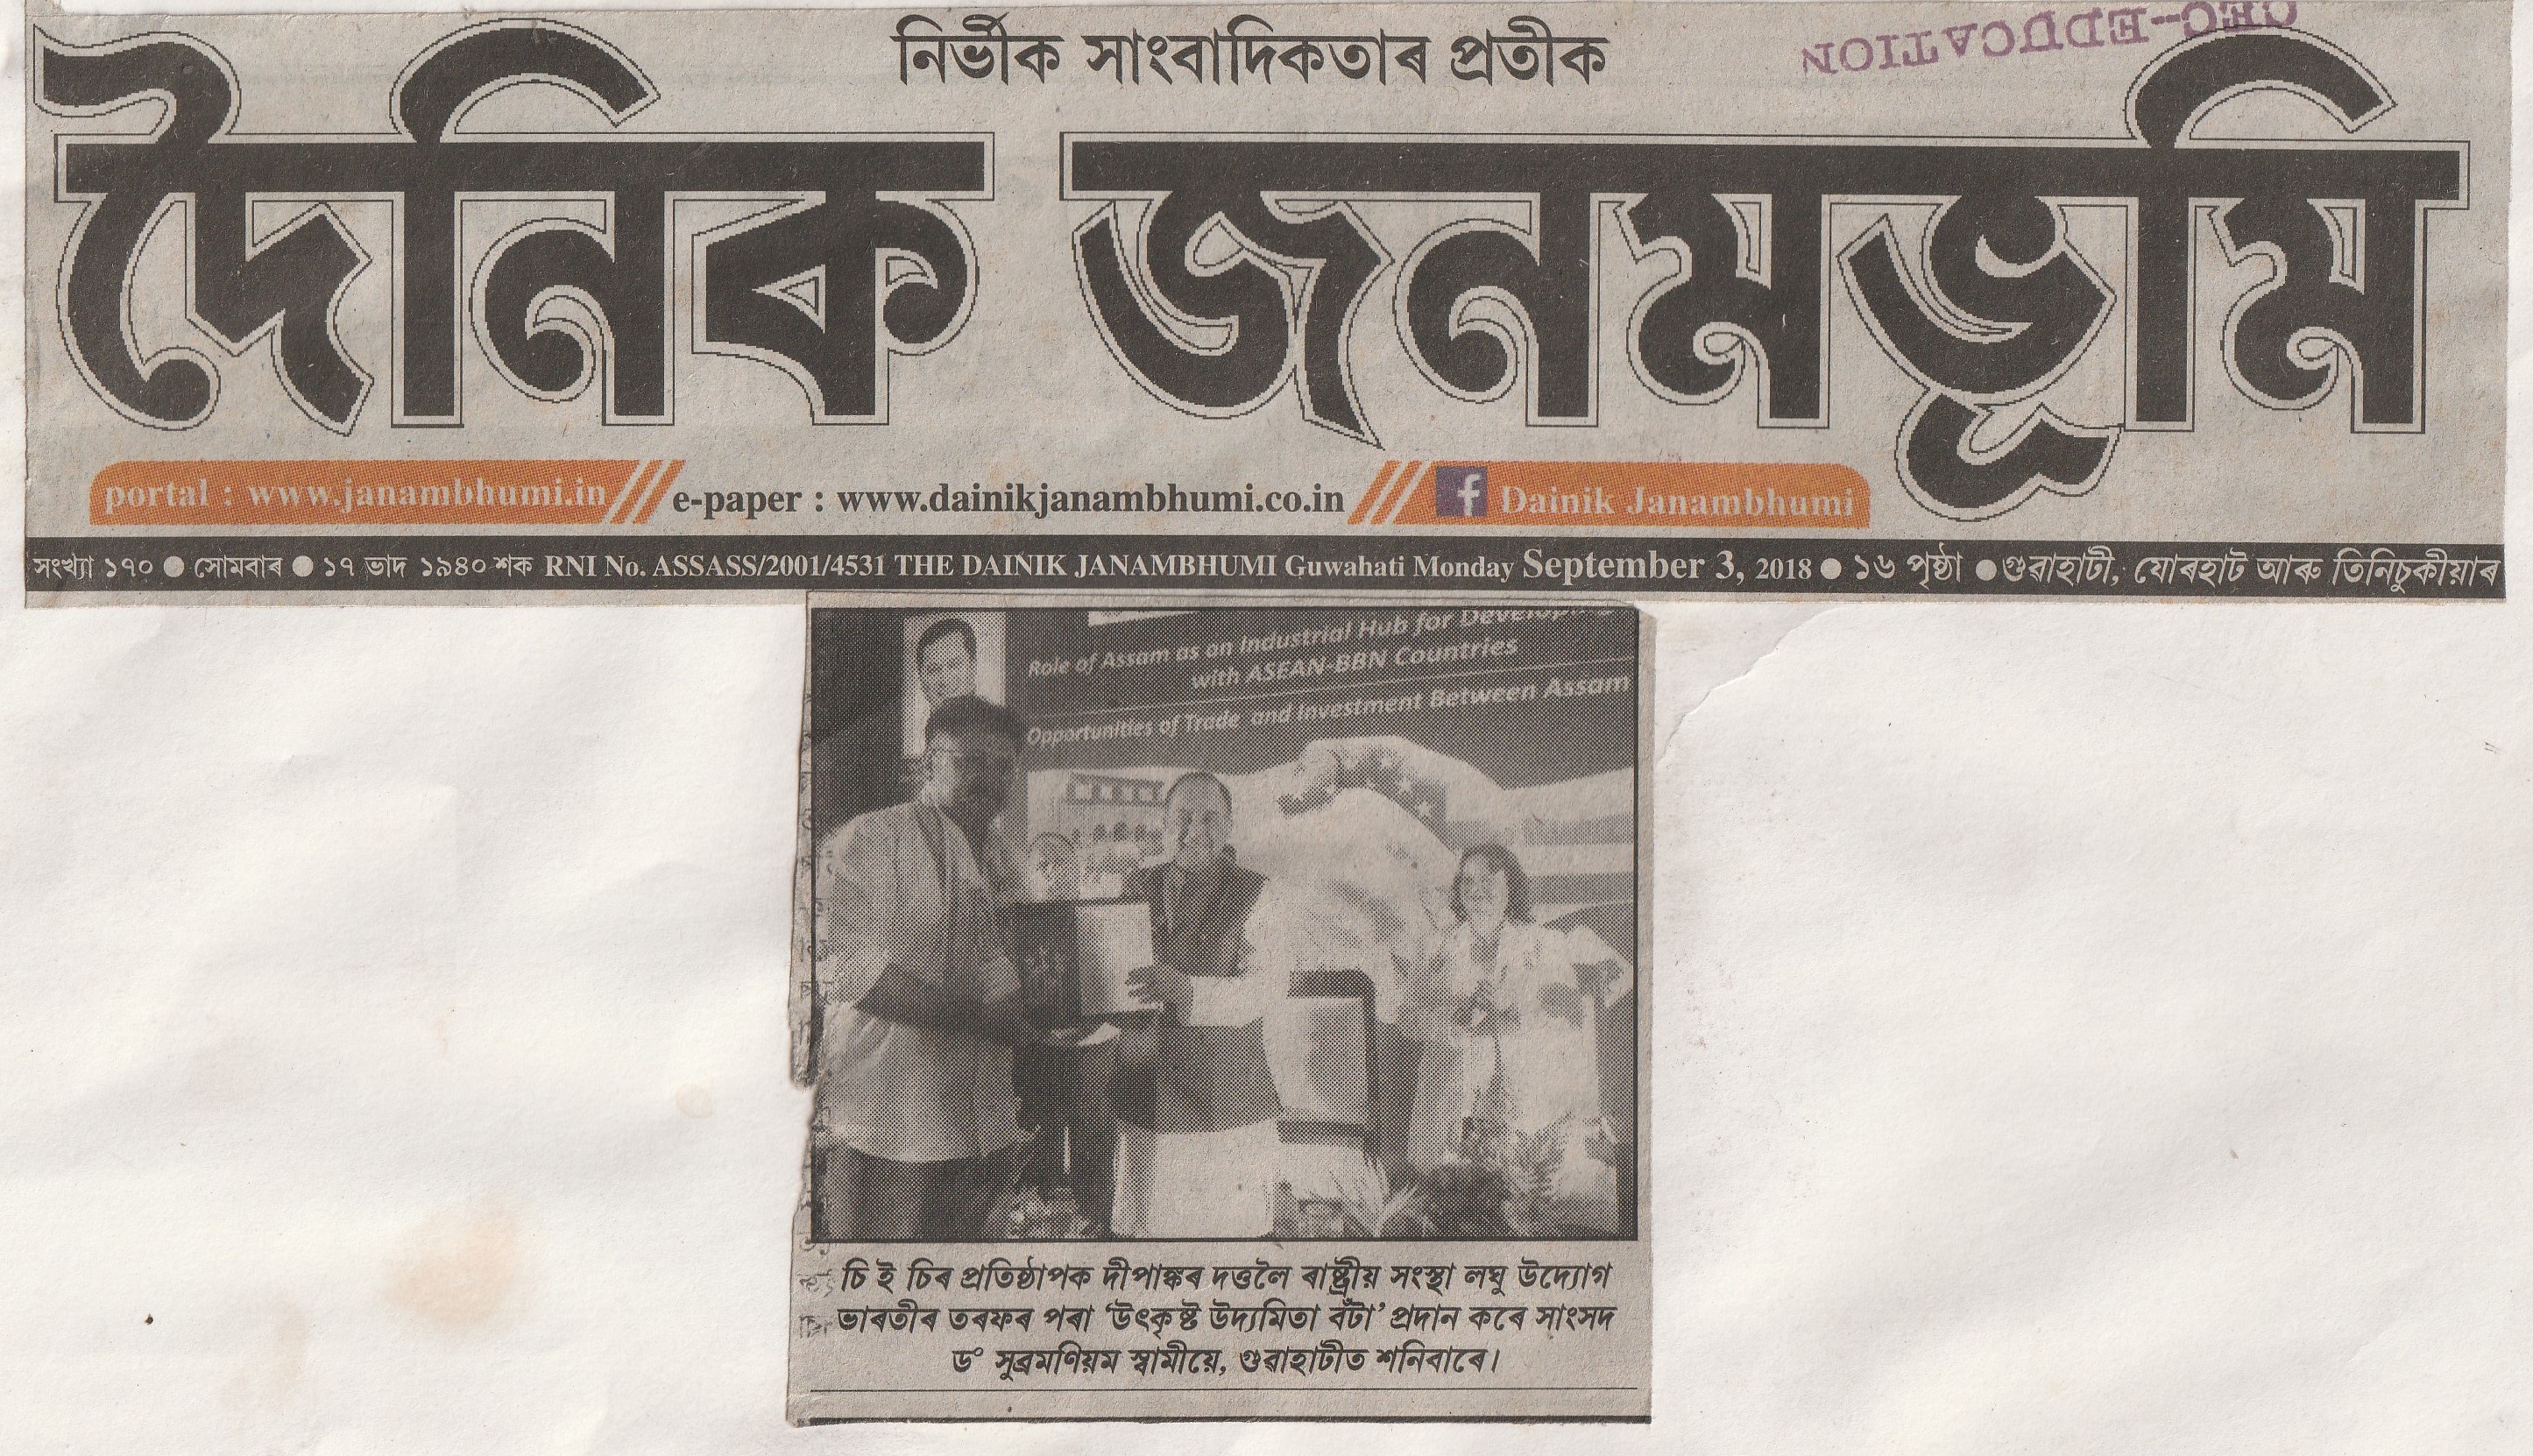 নিৰ্ভীক সাংবাদিকতাৰ প্ৰতীক
EDUCATION
দৈনিক জনমভূমি
portal : www.janambhumi.in // e-paper : www.dainikjanambhumi.co.in /// f Dainik Janambhumi
সংখ্যা ১৭০ ● সোমবাৰ ● ১৭ ভাদ ১৯৪০ শক RNI No. ASSASS/2001/4531 THE DAINIK JANAMBHUMI Guwahati Monday September 3, 2018 ● ১৬ পৃষ্ঠা ● গুৱাহাটী, যোৰহাট আৰু তিনিচুকীয়াৰ
Role of Assam as an Industrial Hub for
with ASEAN-BBN Countries
Opportunities of Trade and Investment Between Assam
চি ই চিৰ প্ৰতিষ্ঠাপক দীপাঙ্কৰ দত্তলৈ ৰাষ্ট্ৰীয় সংস্থা লঘু উদ্যোগ
ভাৰতীৰ তৰফৰ পৰা ‘উৎকৃষ্ট উদ্যমিতা বঁটা’ প্ৰদান কৰে সাংসদ
ড° সুব্ৰমণিয়ম স্বামীয়ে, গুৱাহাটীত শনিবাৰে।